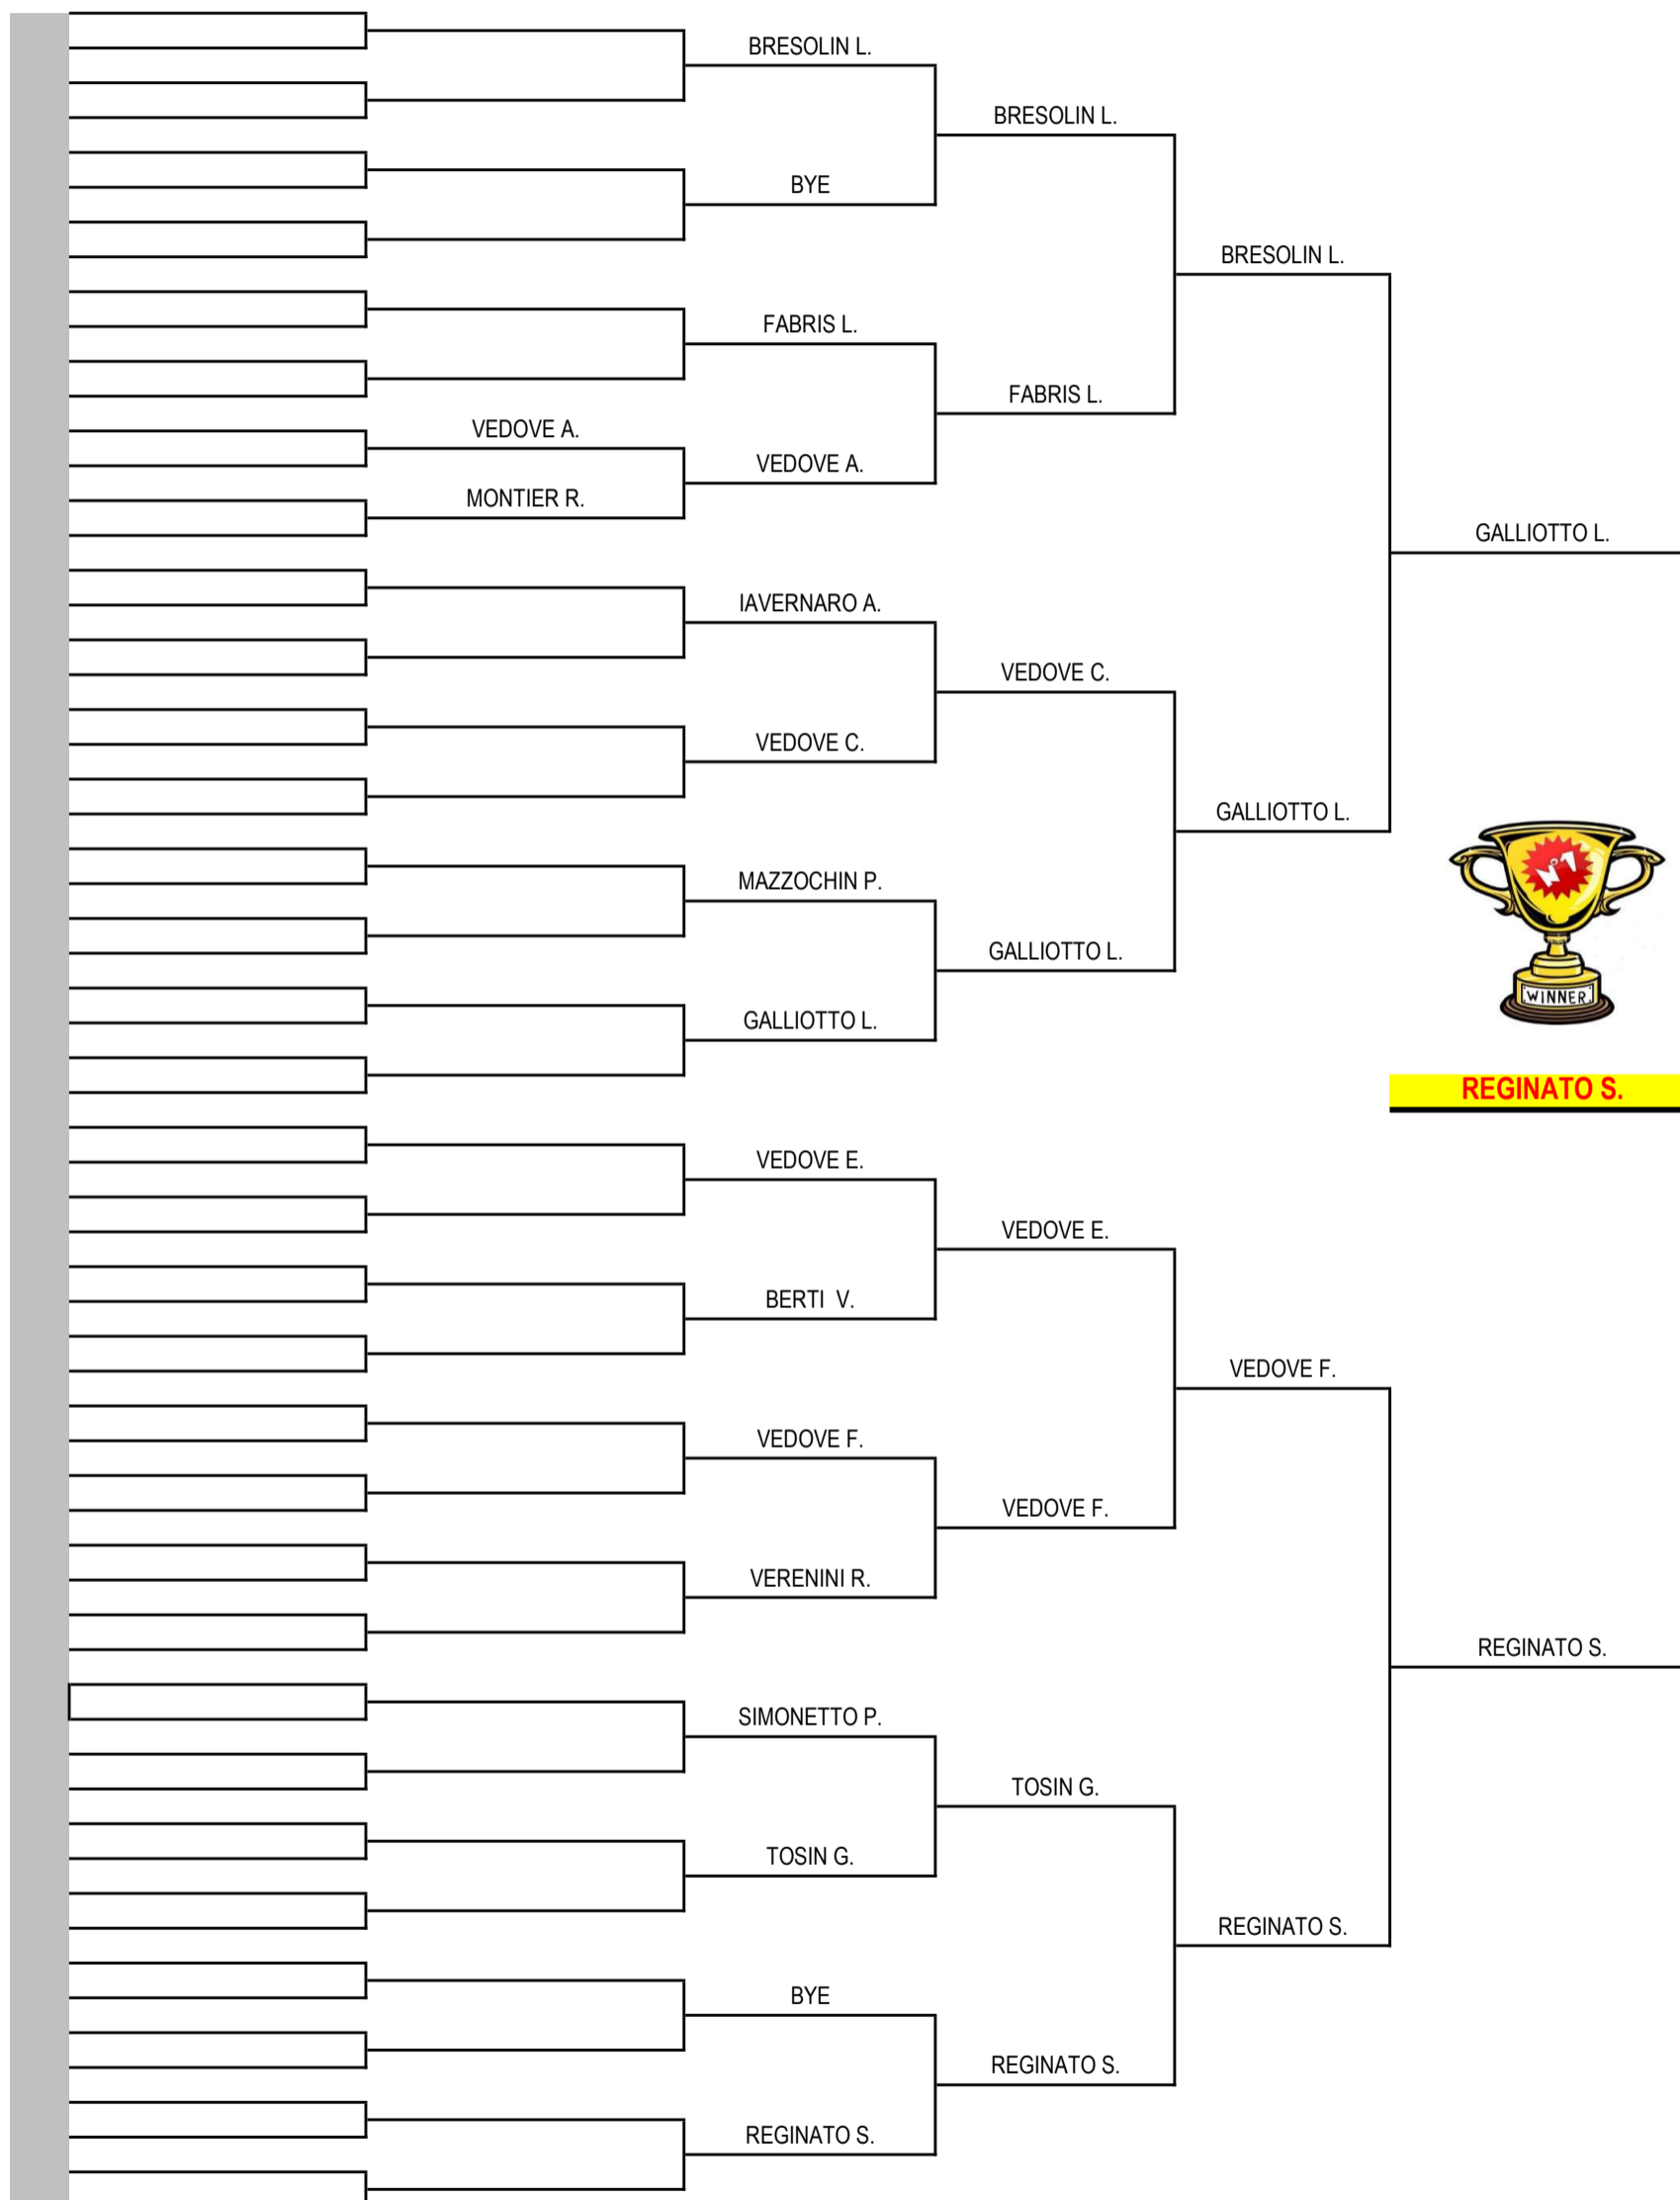 BRESOLIN L.
BRESOLIN L.
BYE
BRESOLIN L.
FABRIS L.
FABRIS L.
VEDOVE A.
VEDOVE A.
MONTIER R.
GALLIOTTO L.
IAVERNARO A.
VEDOVE C.
VEDOVE C.
GALLIOTTO L.
MAZZOCHIN P.
N°1
GALLIOTTO L.
WINNER
GALLIOTTO L.
REGINATO S.
VEDOVE E.
VEDOVE E.
BERTI V.
VEDOVE F.
VEDOVE F.
VEDOVE F.
VERENINI R.
REGINATO S.
SIMONETTO P.
TOSIN G.
TOSIN G.
REGINATO S.
BYE
REGINATO S.
REGINATO S.